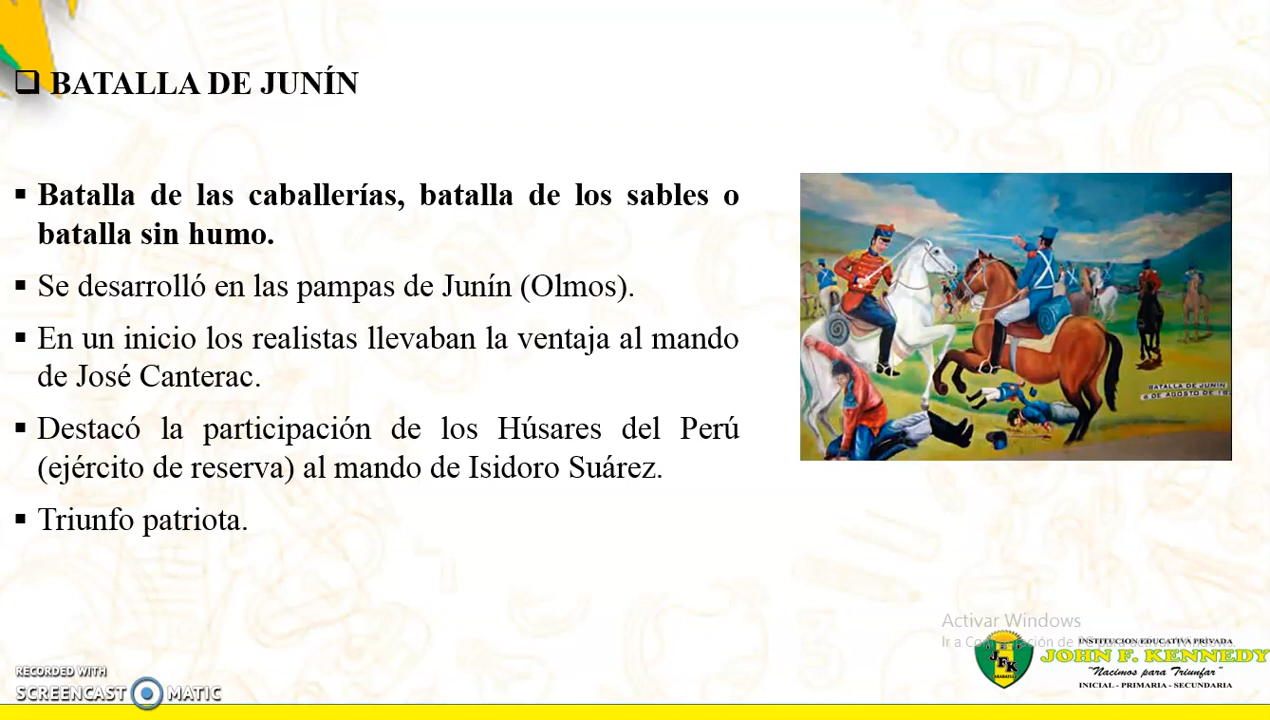 BATALLA DE JUNÍN
Batalla de las caballerías, batalla de los sables o
batalla sin humo.
Se desarrolló en las pampas de Junín (Olmos).
En un inicio los realistas llevaban la ventaja al mando
de José Canterac.
Destacó la participación de los Húsares del Perú
(ejército de reserva) al mando de Isidoro Suárez.
Triunfo patriota.
BATALLA DE JUNIN
6 DE AGOSTO DE
Activar Windows
Ir a
INSTITUCION EDUCATIVA PRIVADA
JFK
JOHN F. KENNEDY
"Nacimos para Triunfar"
INICIAL - PRIMARIA - SECUNDARIA
RECORDED WITH
SCREENCAST MATIC